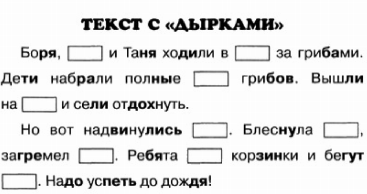 ТЕКСТ С «ДЫРКАМИ»
Боря, и Таня ходили в за грибами.
Дети набрали полные грибов. Вышли
на и сели отдохнуть.
Но вот надвинулись . Блеснула ,
загремел . Ребята корзинки и бегут
. Надо успеть до дождя!